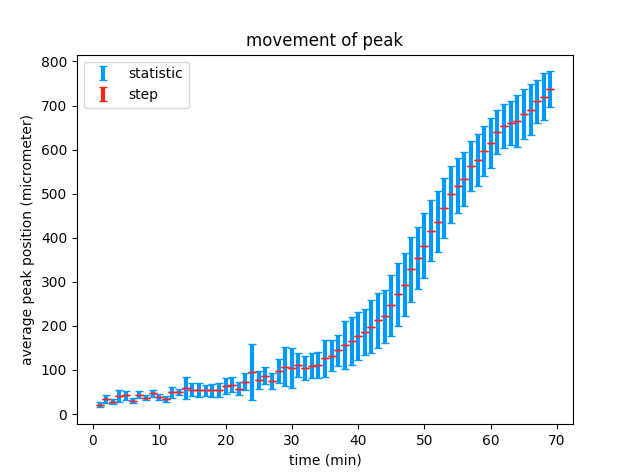 movement of peak
statistic
step
average peak position (micrometer)
800
700
600
500
400
300
200
100
0
0 10 20 30 40 50 60 70
time (min)